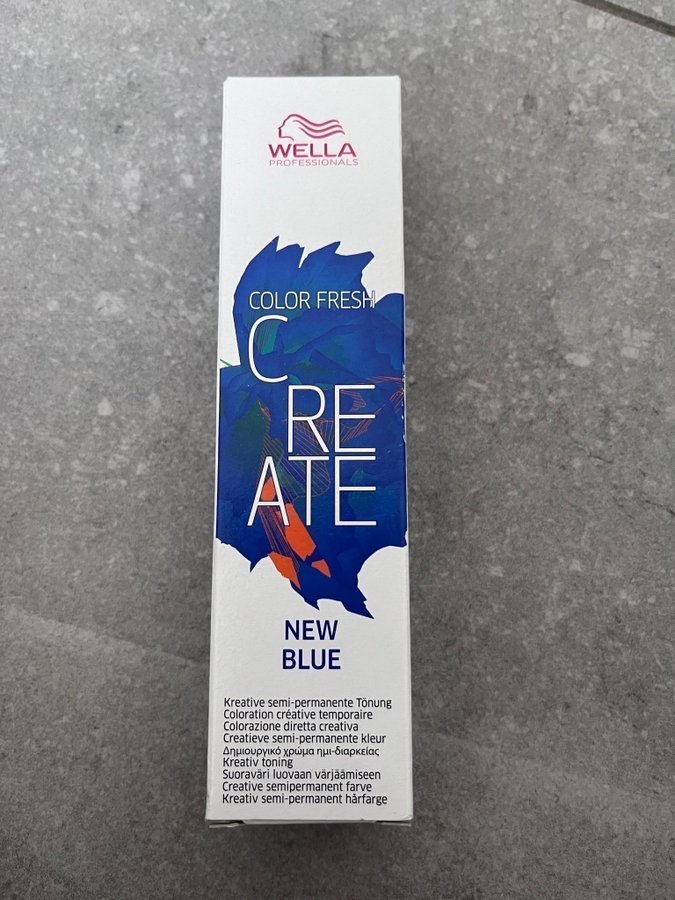 WELLA
PROFESSIONALS
COLOR FRESH
C
RE
ATE
NEW
BLUE
Kreative semi-permanente Tönung
Coloration créative temporaire
Colorazione diretta creativa
Creatieve semi-permanente kleur
Δημιουργικό χρώμα ημι-διαρκείας
Kreativ toning
Suoraväri luovaan värjäämiseen
Creative semipermanent farve
Kreativ semi-permanent hårfarge